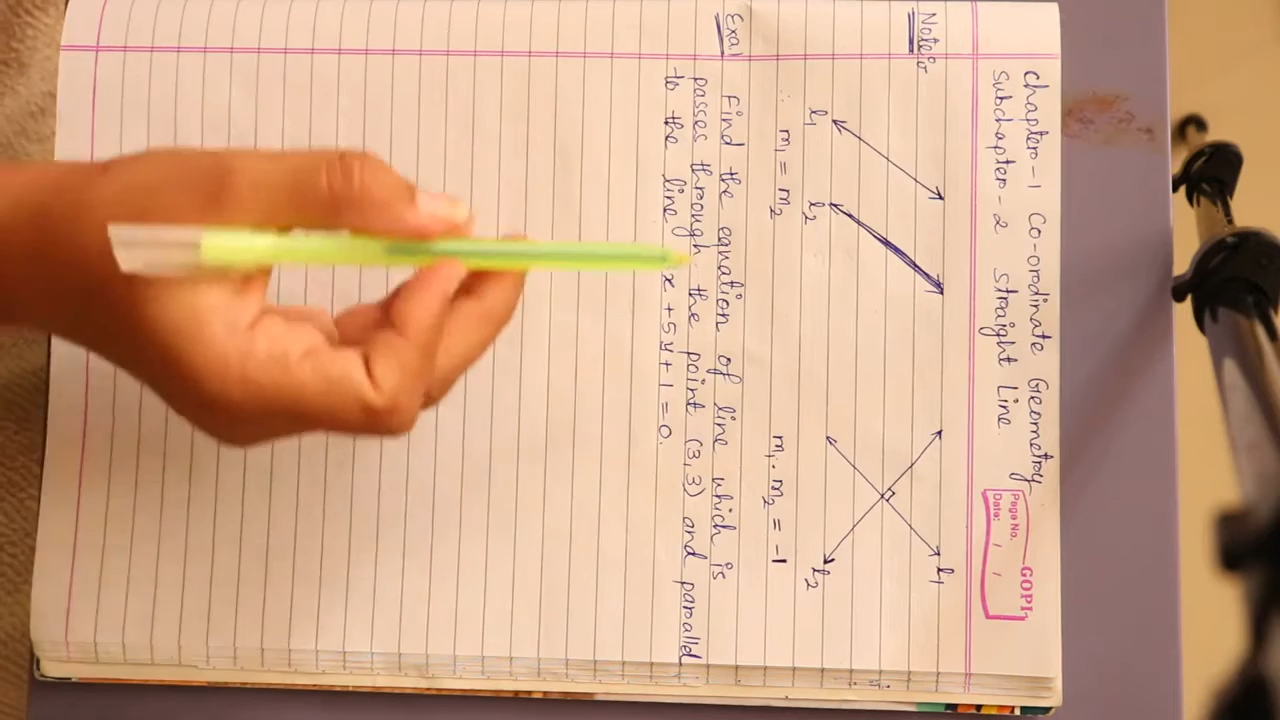 GOPI
Page No.
Date: / /
Chapter-1 Co-orodinate Geometry
Subchapter-2 Straight Line.
Note:-
l1 l2 l1 l2
m1 = m2 m1 . m2 = -1
Exa.1 Find the equation of line which is
passes through the point (3,3) and parallel
to the line x + 5y + 1 = 0.